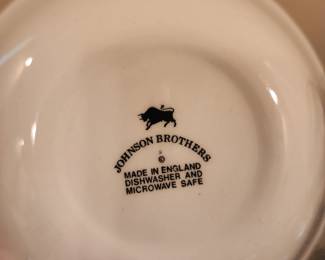 JOHNSON BROTHERS
©
MADE IN ENGLAND
DISHWASHER AND
MICROWAVE SAFE